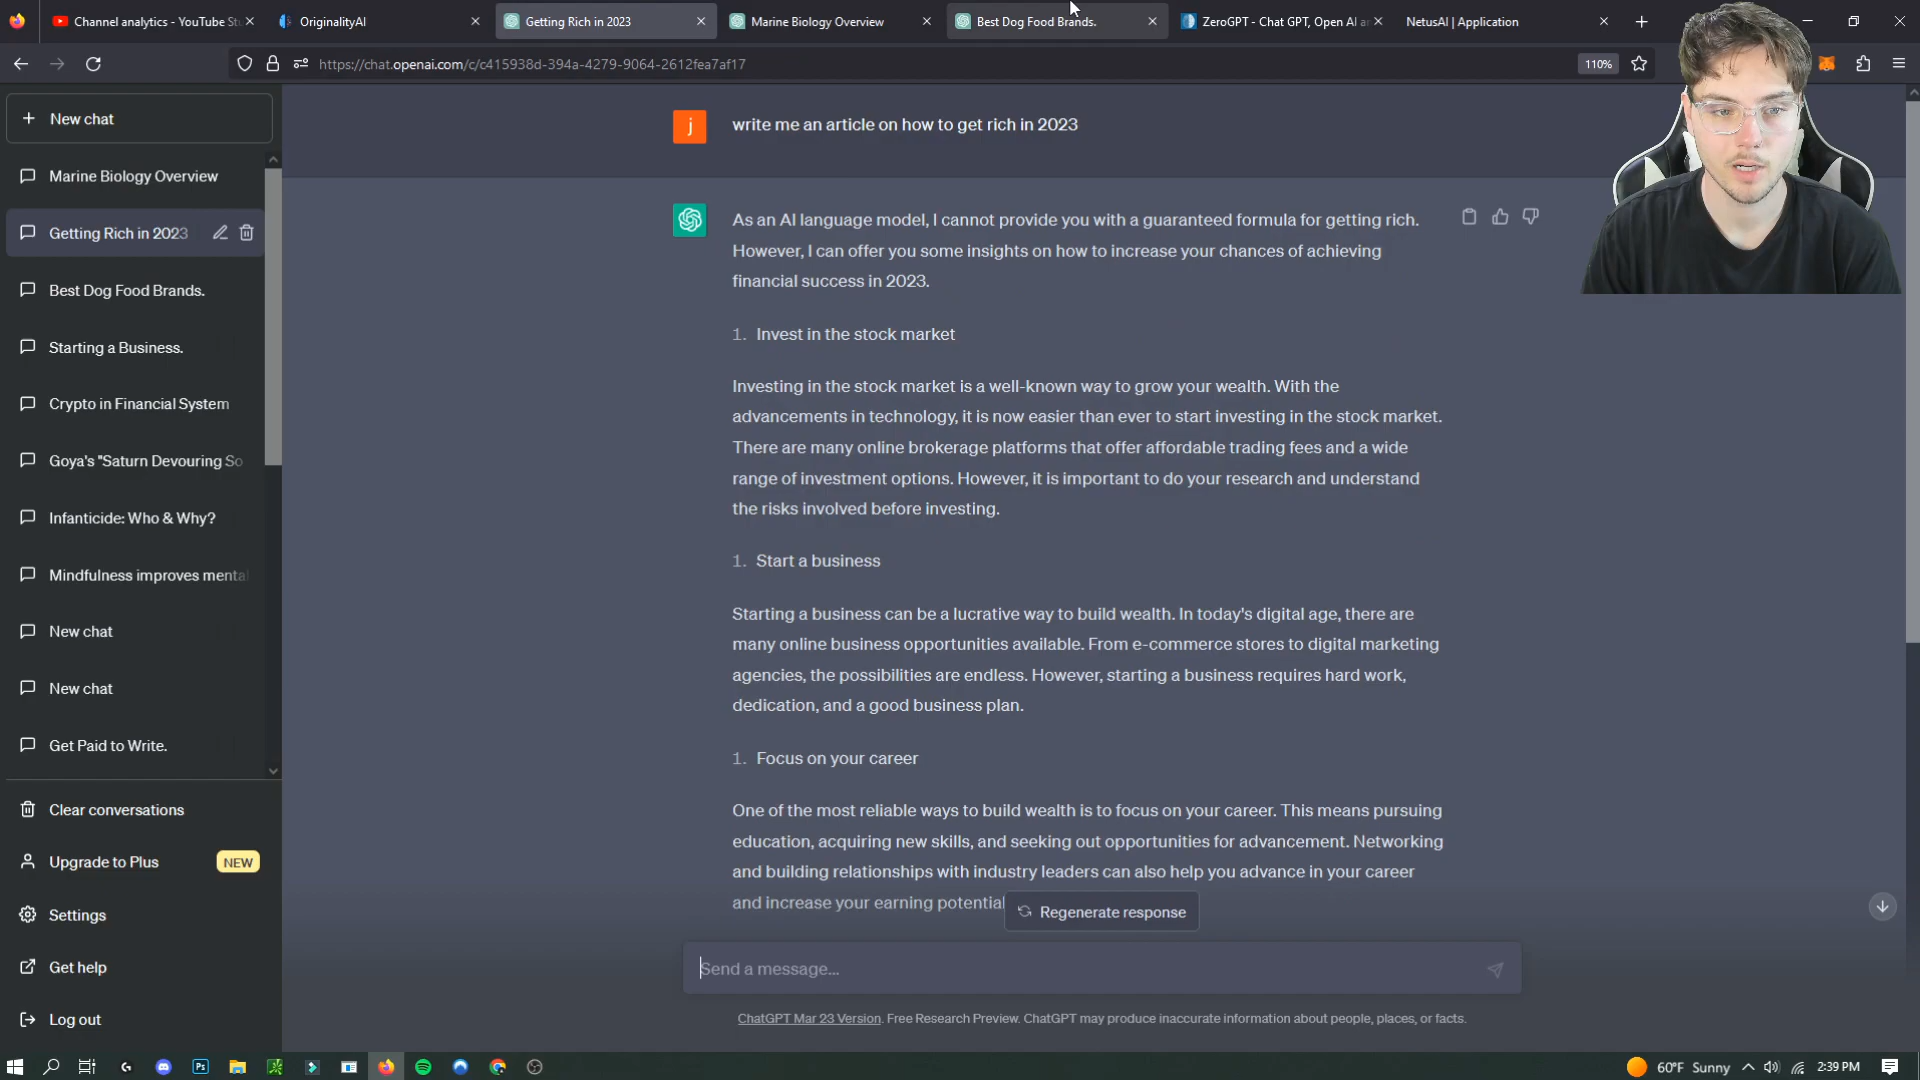 Channel analytics - YouTube St
OriginalityAI
Getting Rich in 2023
Marine Biology Overview
Best Dog Food Brands.
ZeroGPT - Chat GPT, Open AI a
NetusAI | Application
https://chat.openai.com/c/c415938d-394a-4279-9064-2612fea7af17
110%
New chat
Marine Biology Overview
Getting Rich in 2023
Best Dog Food Brands.
Starting a Business.
Crypto in Financial System
Goya's "Saturn Devouring So
Infanticide: Who & Why?
Mindfulness improves menta
New chat
New chat
Get Paid to Write.
Clear conversations
Upgrade to Plus NEW
Settings
Get help
Log out
j
write me an article on how to get rich in 2023
As an AI language model, I cannot provide you with a guaranteed formula for getting rich.
However, I can offer you some insights on how to increase your chances of achieving
financial success in 2023.
1. Invest in the stock market
Investing in the stock market is a well-known way to grow your wealth. With the
advancements in technology, it is now easier than ever to start investing in the stock market.
There are many online brokerage platforms that offer affordable trading fees and a wide
range of investment options. However, it is important to do your research and understand
the risks involved before investing.
1. Start a business
Starting a business can be a lucrative way to build wealth. In today's digital age, there are
many online business opportunities available. From e-commerce stores to digital marketing
agencies, the possibilities are endless. However, starting a business requires hard work,
dedication, and a good business plan.
1. Focus on your career
One of the most reliable ways to build wealth is to focus on your career. This means pursuing
education, acquiring new skills, and seeking out opportunities for advancement. Networking
and building relationships with industry leaders can also help you advance in your career
and increase your earning potential
Regenerate response
Send a message...
ChatGPT Mar 23 Version. Free Research Preview. ChatGPT may produce inaccurate information about people, places, or facts.
Ps
60°F Sunny
2:39 PM